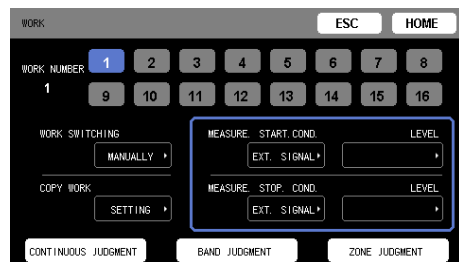 WORK ESC HOME
WORK NUMBER 1 2 3 4 5 6 7 8
1 9 10 11 12 13 14 15 16
WORK SWITCHING MEASURE. START.COND. LEVEL
MANUALLY EXT. SIGNAL
COPY WORK MEASURE. STOP. COND. LEVEL
SETTING EXT. SIGNAL
CONTINUOUS JUDGMENT BAND JUDGMENT ZONE JUDGMENT